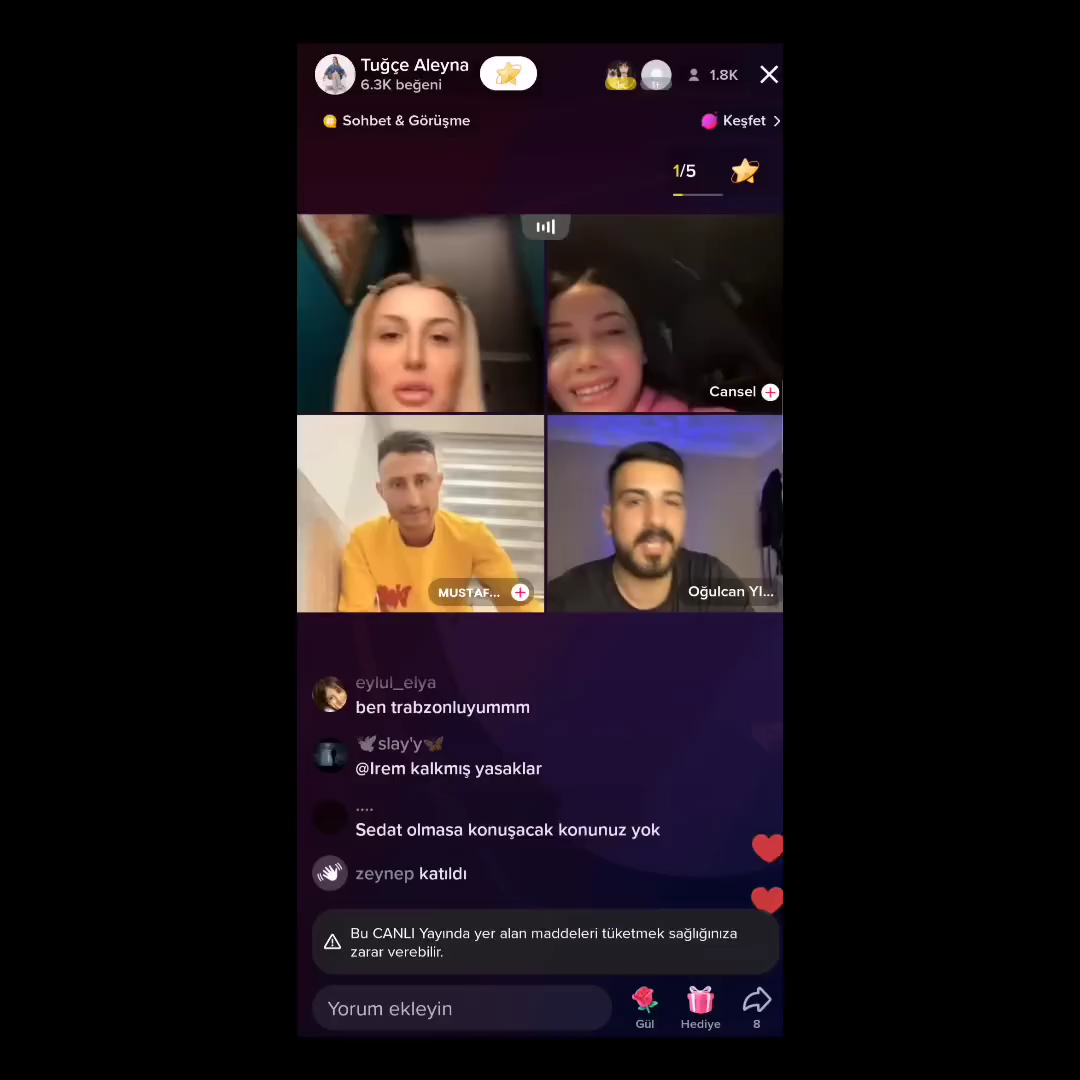 Tuğçe Aleyna
6.3K beğeni
1.8K
Sohbet & Görüşme
Keşfet
1/5
Cansel
MUSTAF...
Oğulcan Yl...
eylul_elya
ben trabzonluyummm
🕊️slay'y🦋
@Irem kalkmış yasaklar
....
Sedat olmasa konuşacak konunuz yok
zeynep katıldı
Bu CANLI Yayında yer alan maddeleri tüketmek sağlığınıza
zarar verebilir.
Yorum ekleyin
Gül
Hediye
8